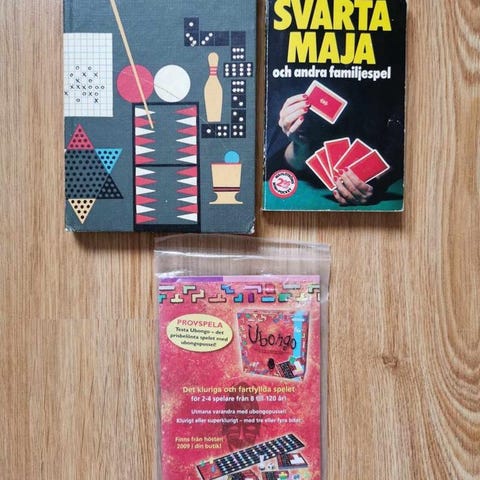 SVARTA
MAJA
och andra familjespel
PROVSPELA
Testa Ubongo – det
prisbelönta spelet med
ubongopussel!
Ubongo
Det kluriga och fartfyllda spelet
för 2-4 spelare från 8 till 120 år!
Utmana varandra med ubongopussel!
Klurigt eller superklurigt – med tre eller fyra bitar.
Finns från hösten
2009 i din butik!